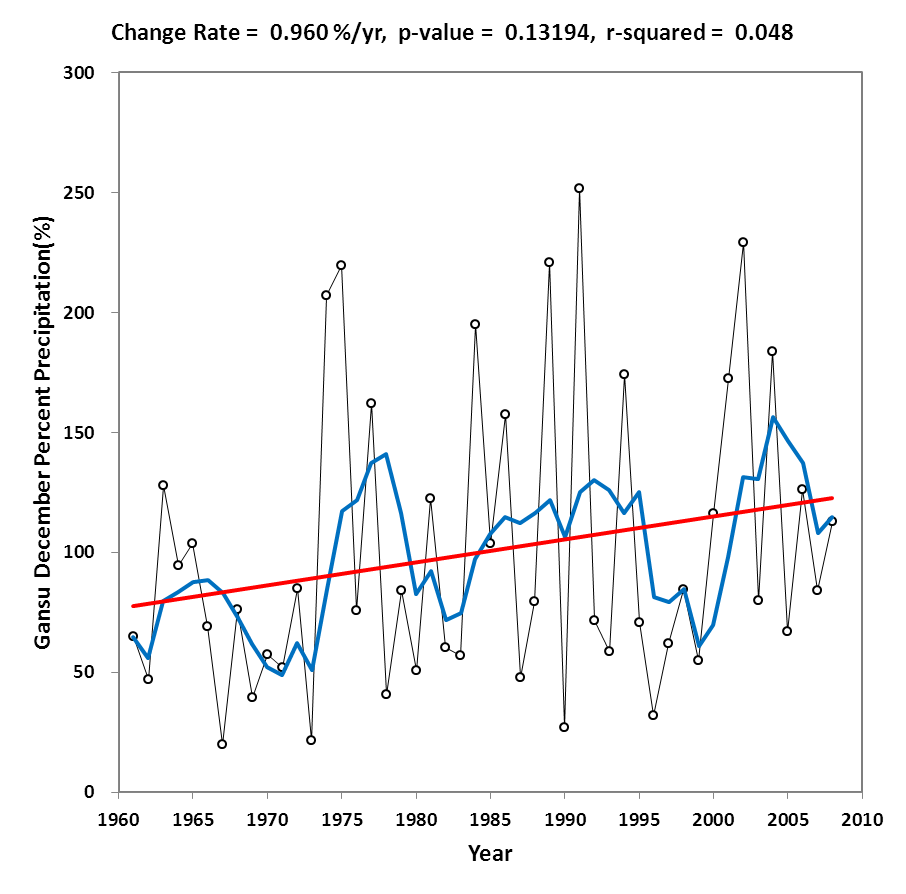 Change Rate = 0.960 %/yr, p-value = 0.13194, r-squared = 0.048
300
250
200
150
100
50
0
Gansu December Percent Precipitation(%)
1960 1965 1970 1975 1980 1985 1990 1995 2000 2005 2010
Year